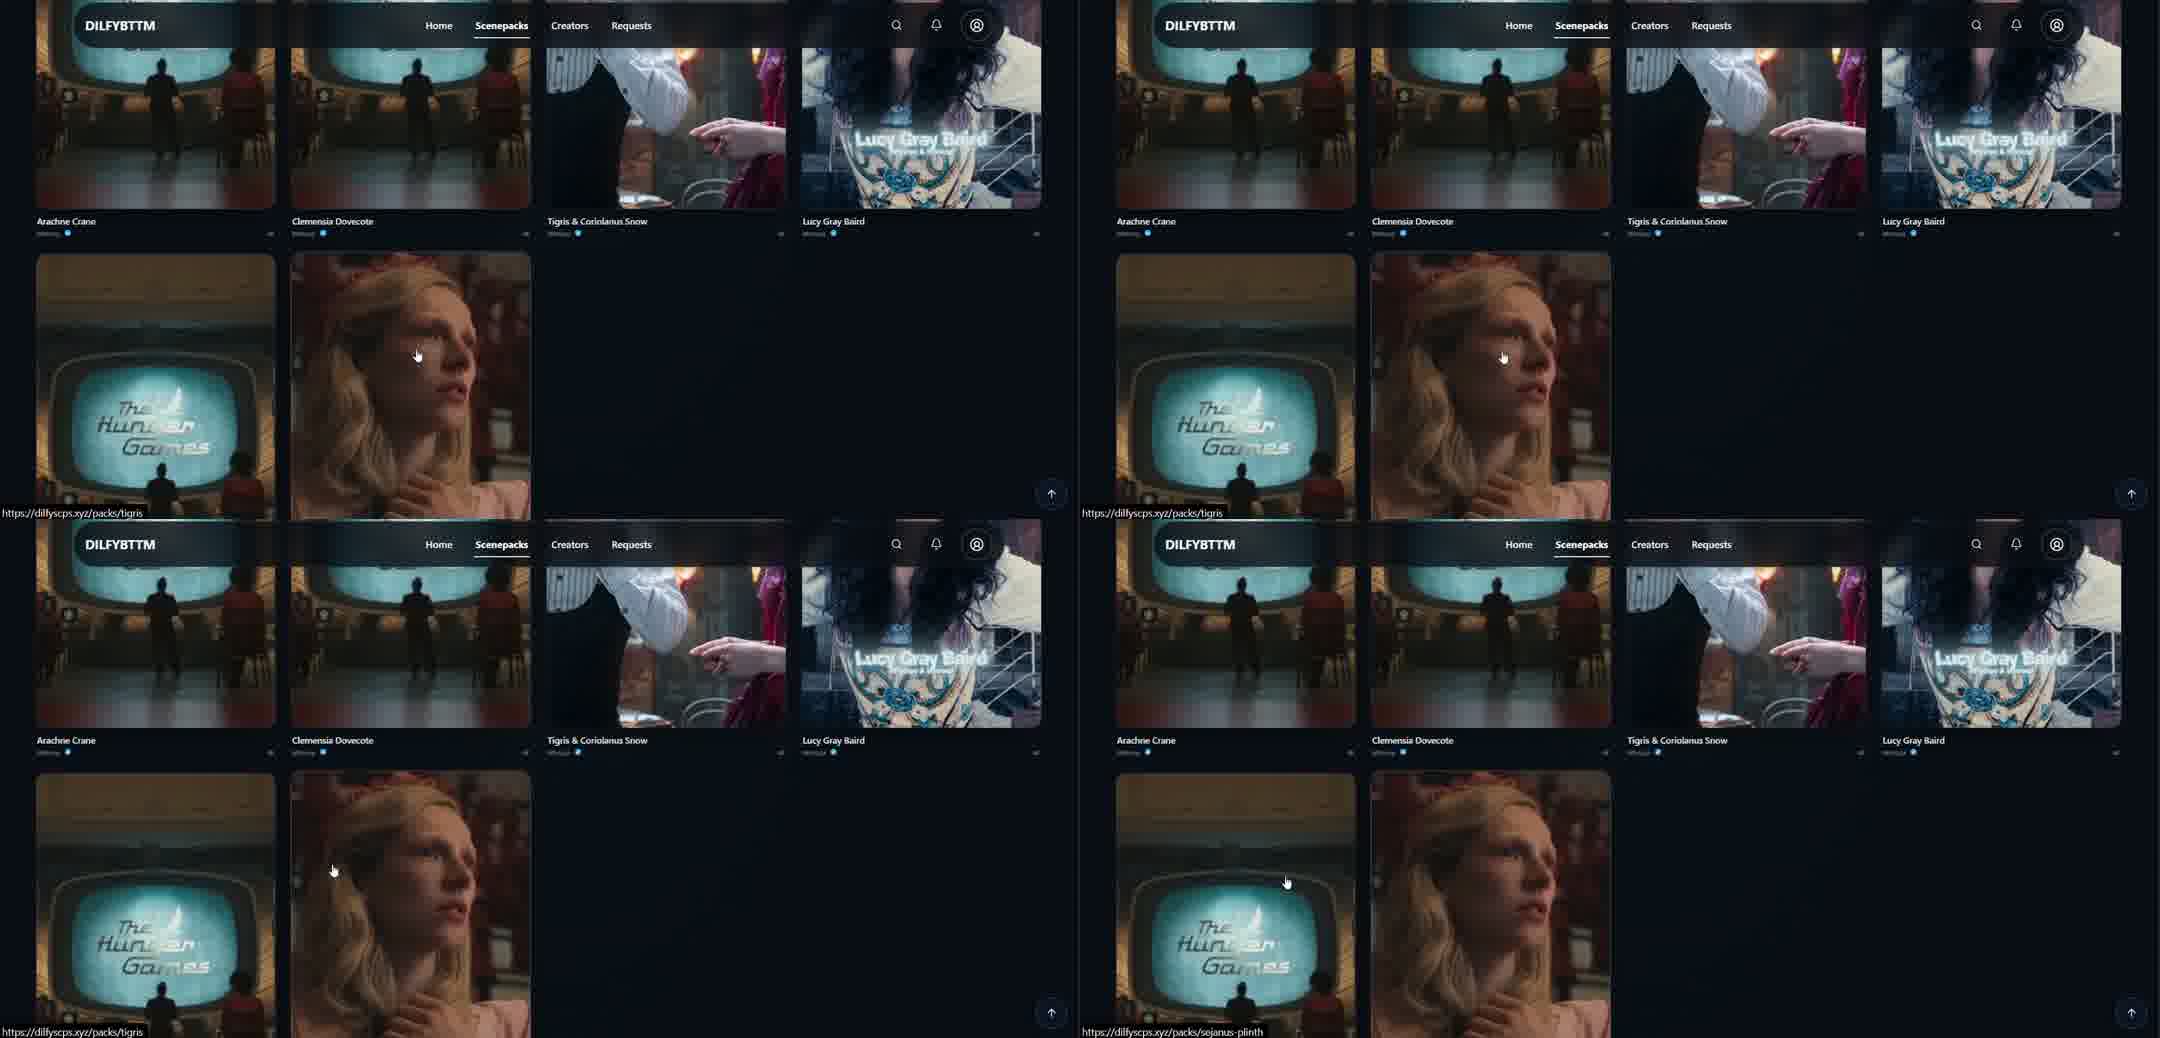 DILFYBTTM Home Scenepacks Creators Requests
Lucy Gray Baird
Arachne Crane Clemensia Dovecote Tigris & Coriolanus Snow Lucy Gray Baird
The
Hunger
Games
https://dilfyscps.xyz/packs/tigris
DILFYBTTM Home Scenepacks Creators Requests
Lucy Gray Baird
Arachne Crane Clemensia Dovecote Tigris & Coriolanus Snow Lucy Gray Baird
The
Hunger
Games
https://dilfyscps.xyz/packs/tigris
DILFYBTTM Home Scenepacks Creators Requests
Lucy Gray Baird
Arachne Crane Clemensia Dovecote Tigris & Coriolanus Snow Lucy Gray Baird
The
Hunger
Games
https://dilfyscps.xyz/packs/tigris
DILFYBTTM Home Scenepacks Creators Requests
Lucy Gray Baird
Arachne Crane Clemensia Dovecote Tigris & Coriolanus Snow Lucy Gray Baird
The
Hunger
Games
https://dilfyscps.xyz/packs/sejanus-plinth